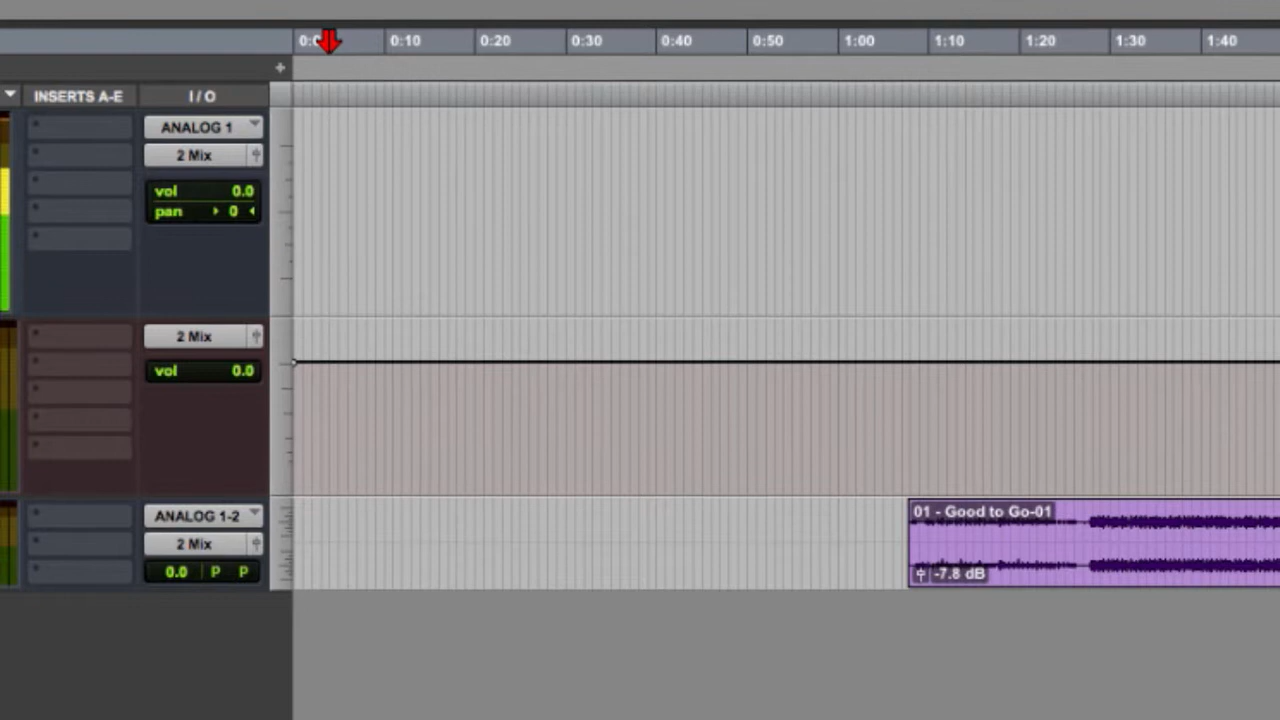 0:0 0:10 0:20 0:30 0:40 0:50 1:00 1:10 1:20 1:30 1:40
+
INSERTS A-E I / O
ANALOG 1
2 Mix
vol 0.0
pan 0
2 Mix
vol 0.0
ANALOG 1-2
01 - Good to Go-01
2 Mix
0.0 P P
-7.8 dB